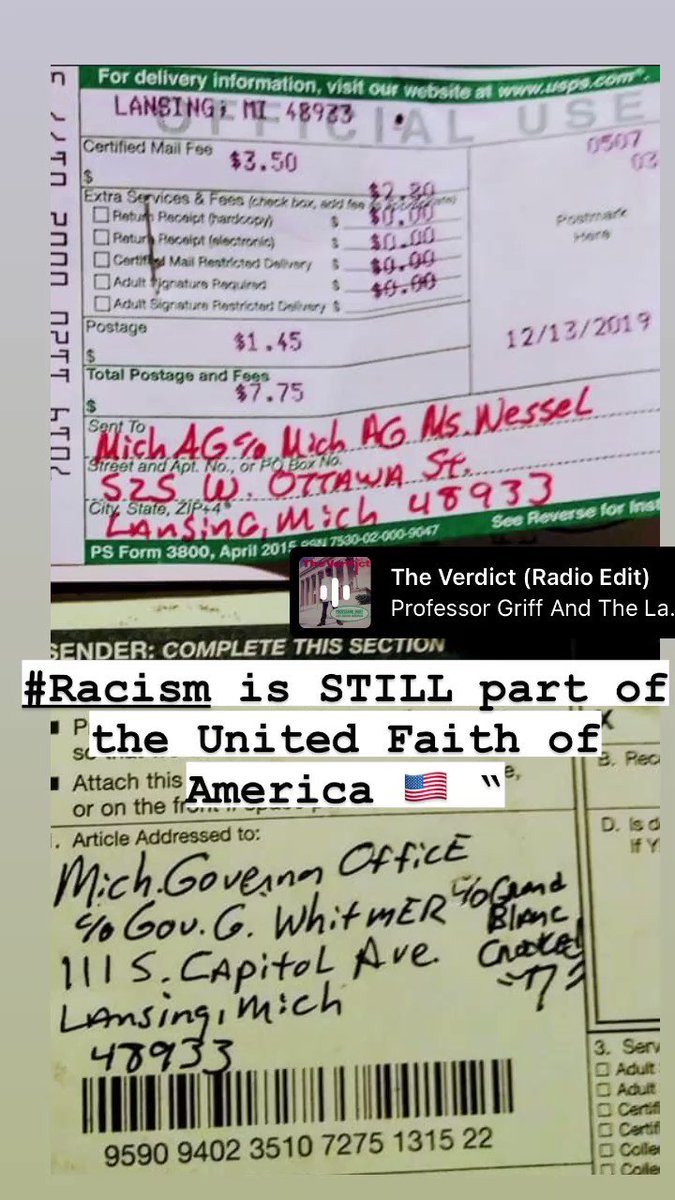 For delivery information, visit our website at www.usps.com®.
OFFICIAL USE
LANSING, MI 48933
Certified Mail Fee
$3.50
$
0507
03
$2.80
Extra Services & Fees (check box, add fee as appropriate)
Return Receipt (hardcopy) $ $0.00
Return Receipt (electronic) $ $0.00
Certified Mail Restricted Delivery $ $0.00
Adult Signature Required $ $0.00
Adult Signature Restricted Delivery $
Postmark
Here
Postage
$1.45
$
12/13/2019
Total Postage and Fees
$7.75
$
Sent To
Mich AG c/o Mich AG Ms. Nessel
Street and Apt. No., or PO Box No.
525 W. OTTAWA St.
City, State, ZIP+4®
Lansing, Mich 48933
PS Form 3800, April 2015 PSN 7530-02-000-9047
See Reverse for Inst
The Verdict
The Verdict (Radio Edit)
Professor Griff And The La...
SENDER: COMPLETE THIS SECTION
#Racism is STILL part of
the United Faith of
America 🇺🇸 "
Attach this
or on the
1. Article Addressed to:
Mich. Governor Office
c/o Gov. G. Whitmer
c/o Grand
Blanc
Crooked
111 S. Capitol Ave.
Lansing, Mich
48933
9590 9402 3510 7275 1315 22
X
B. Rec
D. Is d
If Y
3. Serv
Adult
Adult
Certif
Certif
Colle
Colle